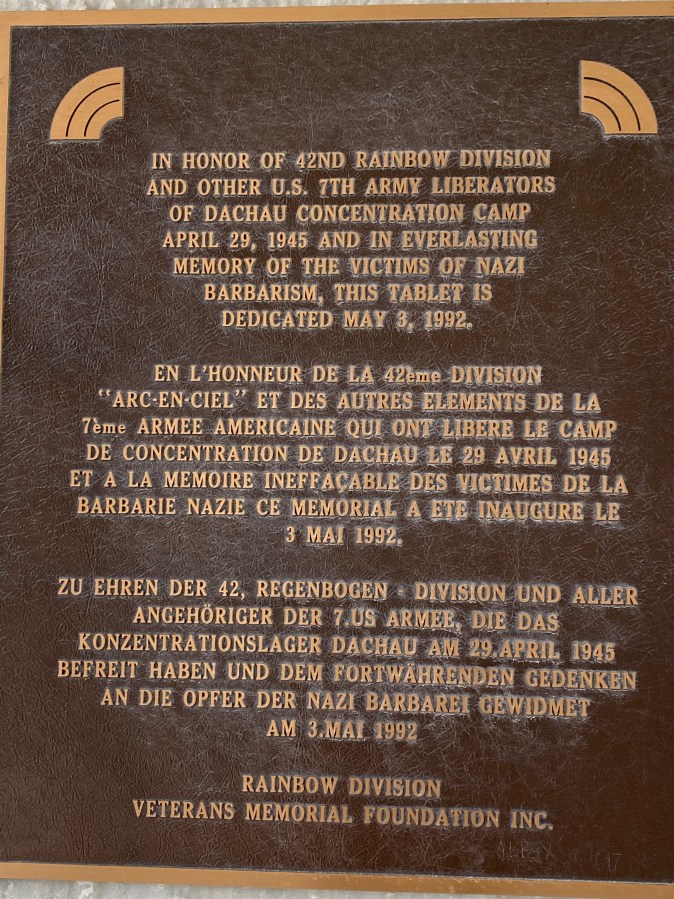 IN HONOR OF 42ND RAINBOW DIVISION
AND OTHER U.S. 7TH ARMY LIBERATORS
OF DACHAU CONCENTRATION CAMP
APRIL 29, 1945 AND IN EVERLASTING
MEMORY OF THE VICTIMS OF NAZI
BARBARISM, THIS TABLET IS
DEDICATED MAY 3, 1992.
EN L'HONNEUR DE LA 42ème DIVISION
"ARC-EN-CIEL" ET DES AUTRES ELEMENTS DE LA
7ème ARMEE AMERICAINE QUI ONT LIBERE LE CAMP
DE CONCENTRATION DE DACHAU LE 29 AVRIL 1945
ET A LA MEMOIRE INEFFAÇABLE DES VICTIMES DE LA
BARBARIE NAZIE CE MEMORIAL A ETE INAUGURE LE
3 MAI 1992.
ZU EHREN DER 42, REGENBOGEN - DIVISION UND ALLER
ANGEHÖRIGER DER 7.US ARMEE, DIE DAS
KONZENTRATIONSLAGER DACHAU AM 29.APRIL 1945
BEFREIT HABEN UND DEM FORTWÄHRENDEN GEDENKEN
AN DIE OPFER DER NAZI BARBAREI GEWIDMET
AM 3.MAI 1992
RAINBOW DIVISION
VETERANS MEMORIAL FOUNDATION INC.